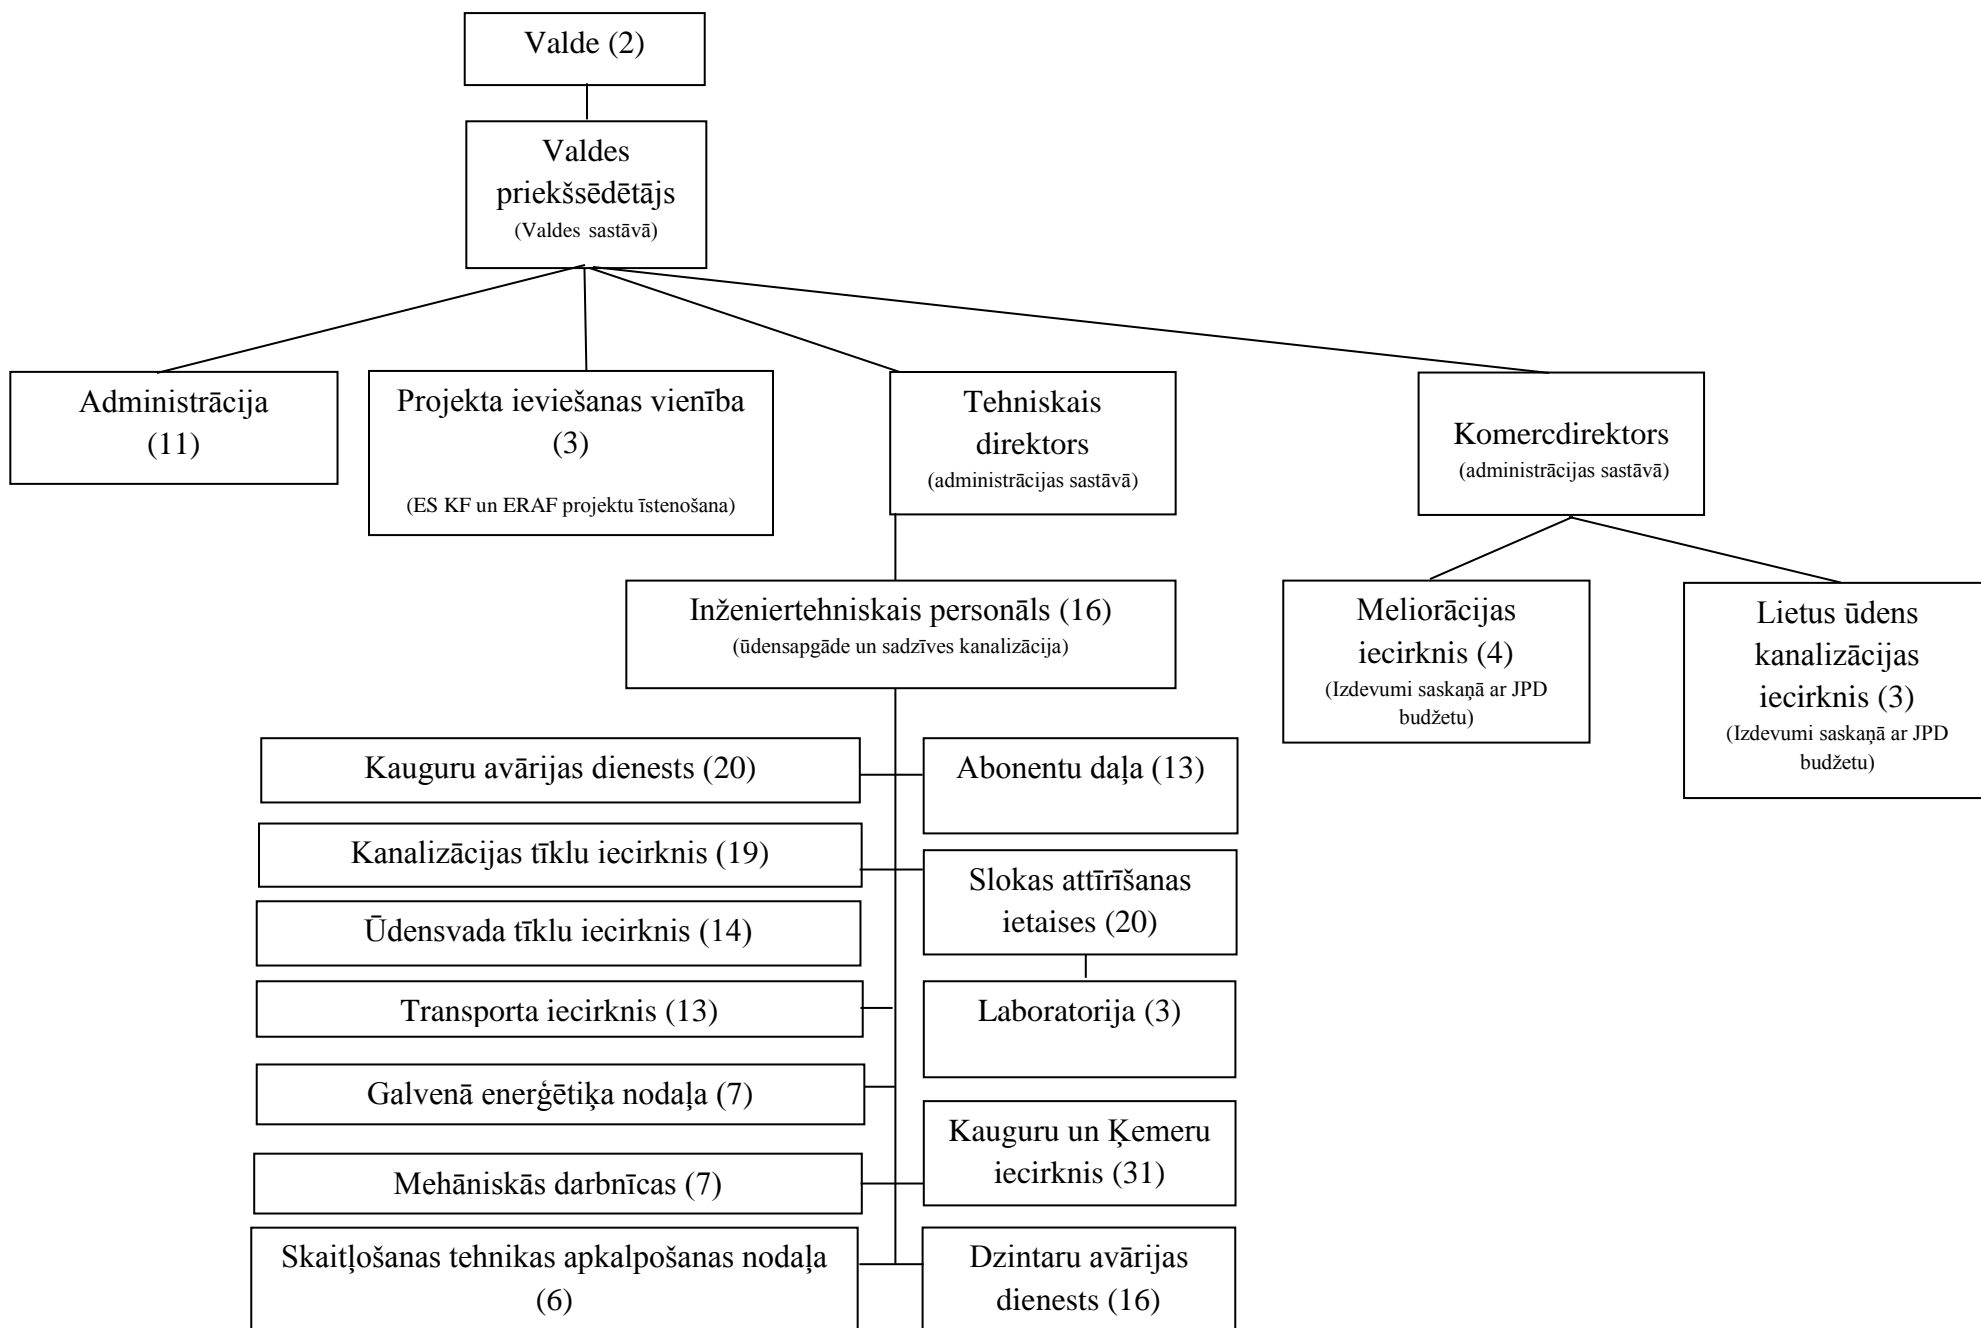 Valde (2)
Valdes
priekšsēdētājs
(Valdes sastāvā)
Administrācija
(11)
Projekta ieviešanas vienība
(3)
(ES KF un ERAF projektu īstenošana)
Tehniskais
direktors
(administrācijas sastāvā)
Komercdirektors
(administrācijas sastāvā)
Inženiertehniskais personāls (16)
(ūdensapgāde un sadzīves kanalizācija)
Meliorācijas
iecirknis (4)
(Izdevumi saskaņā ar JPD
budžetu)
Lietus ūdens
kanalizācijas
iecirknis (3)
(Izdevumi saskaņā ar JPD
budžetu)
Kauguru avārijas dienests (20)
Kanalizācijas tīklu iecirknis (19)
Ūdensvada tīklu iecirknis (14)
Transporta iecirknis (13)
Galvenā enerģētiķa nodaļa (7)
Mehāniskās darbnīcas (7)
Skaitļošanas tehnikas apkalpošanas nodaļa
(6)
Abonentu daļa (13)
Slokas attīrīšanas
ietaises (20)
Laboratorija (3)
Kauguru un Ķemeru
iecirknis (31)
Dzintaru avārijas
dienests (16)